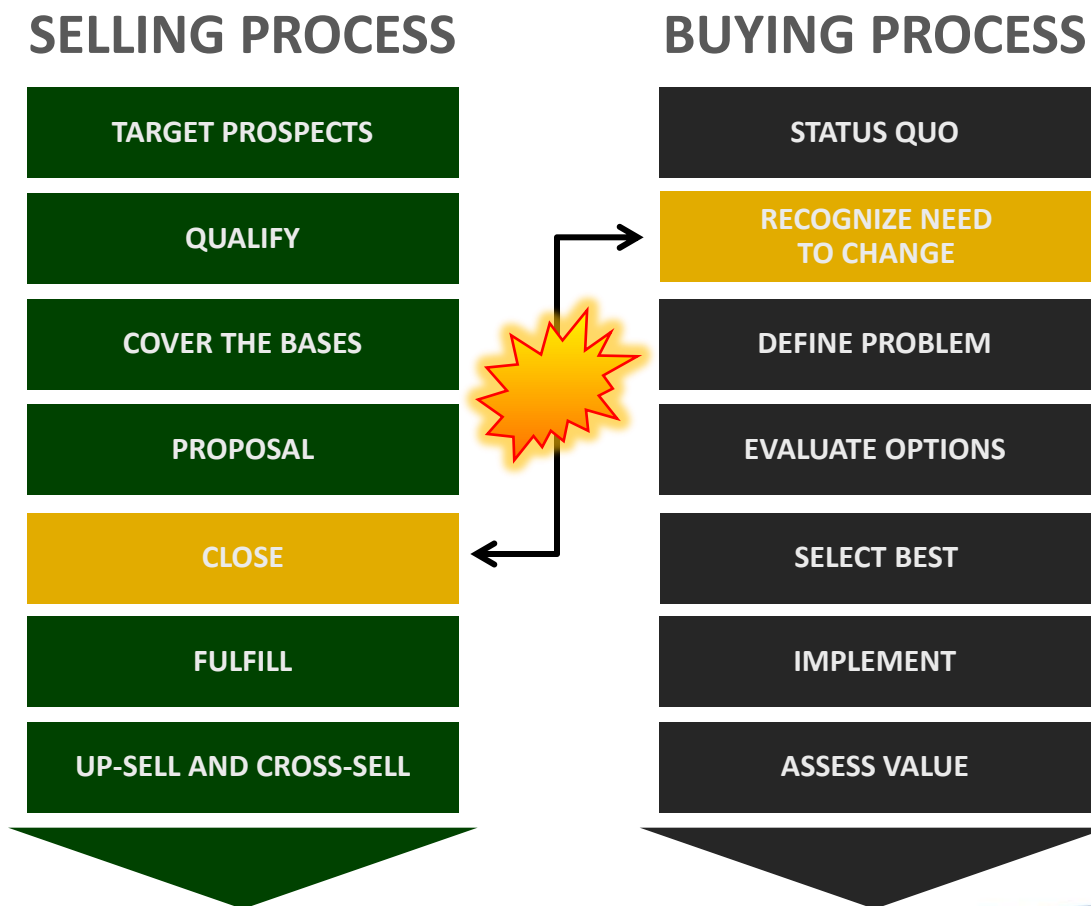 SELLING PROCESS
TARGET PROSPECTS
QUALIFY
COVER THE BASES
PROPOSAL
CLOSE
FULFILL
UP-SELL AND CROSS-SELL
BUYING PROCESS
STATUS QUO
RECOGNIZE NEED
TO CHANGE
DEFINE PROBLEM
EVALUATE OPTIONS
SELECT BEST
IMPLEMENT
ASSESS VALUE